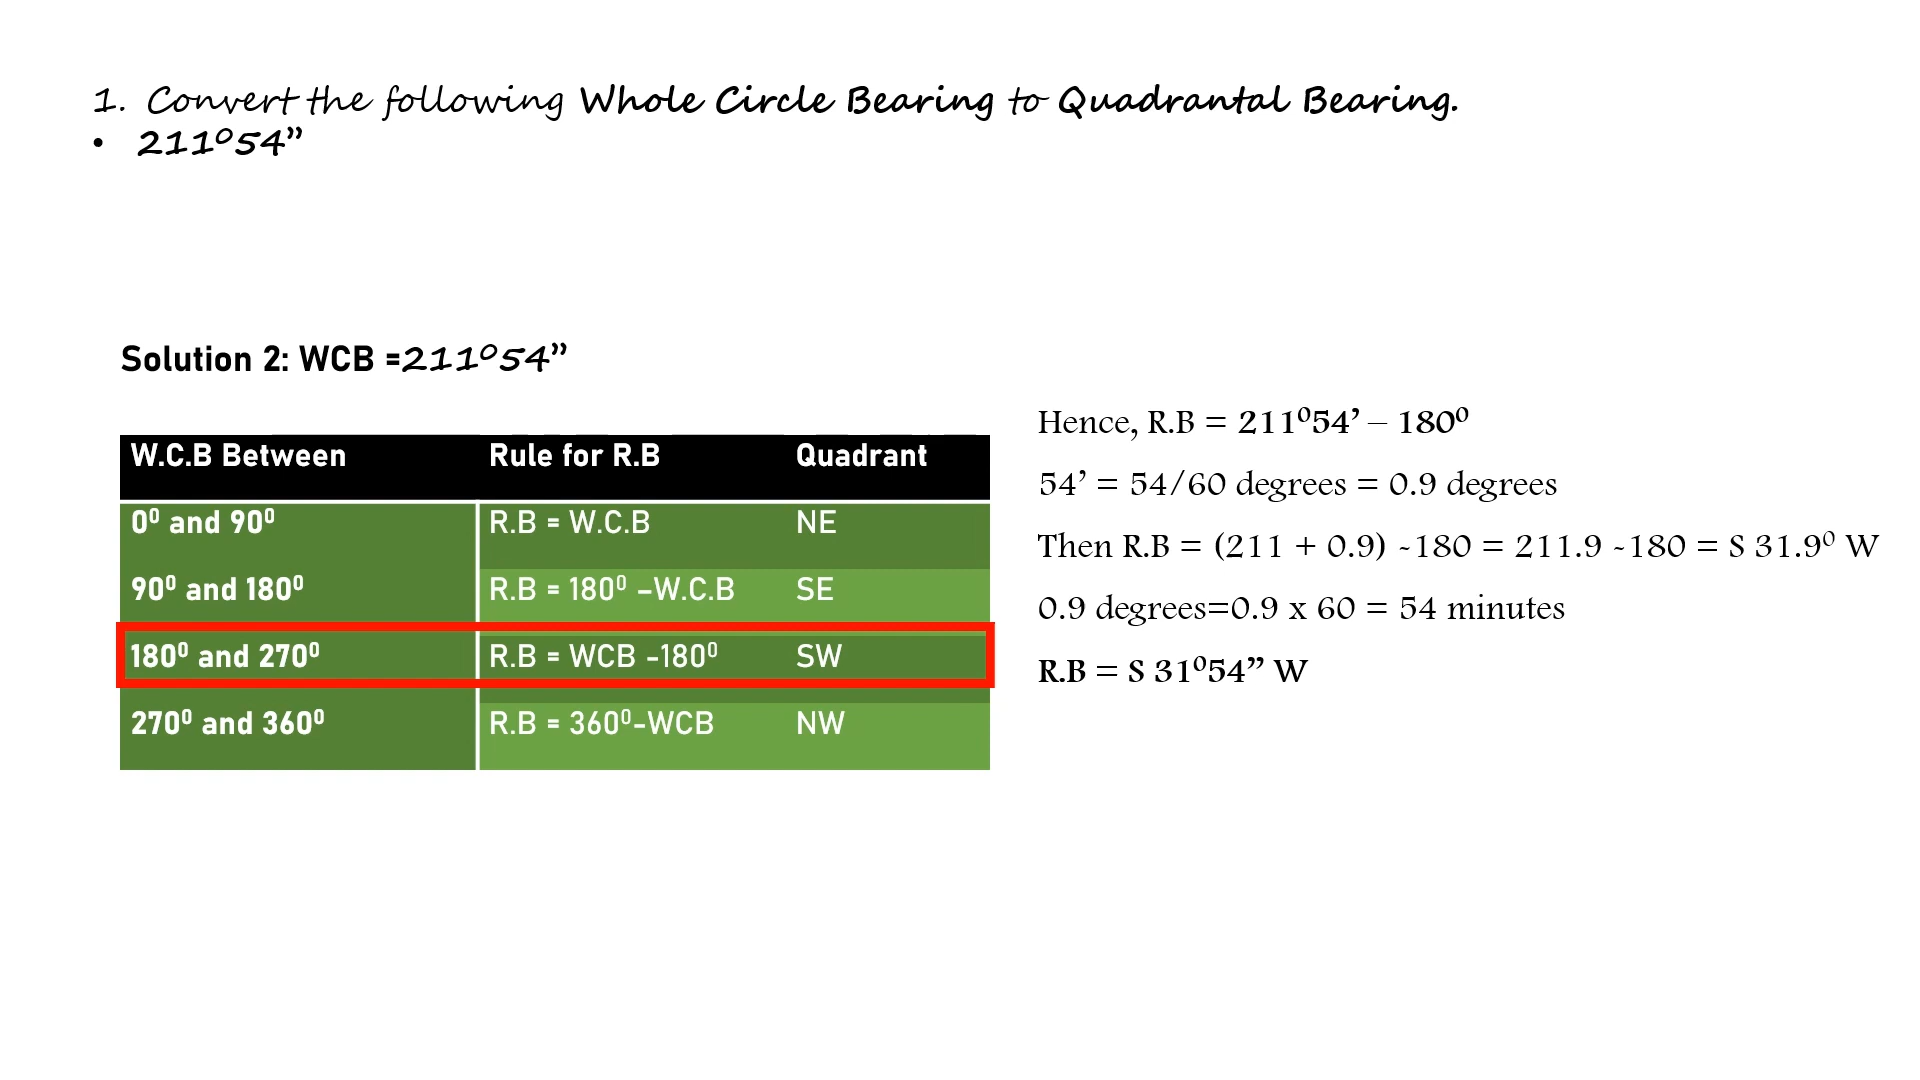 1. Convert the following Whole Circle Bearing to Quadrantal Bearing.
• 211⁰54”
Solution 2: WCB =211⁰54”
W.C.B Between Rule for R.B Quadrant
0⁰ and 90⁰ R.B = W.C.B NE
90⁰ and 180⁰ R.B = 180⁰ –W.C.B SE
180⁰ and 270⁰ R.B = WCB -180⁰ SW
270⁰ and 360⁰ R.B = 360⁰-WCB NW
Hence, R.B = 211⁰54’ – 180⁰
54’ = 54/60 degrees = 0.9 degrees
Then R.B = (211 + 0.9) -180 = 211.9 -180 = S 31.9⁰ W
0.9 degrees=0.9 x 60 = 54 minutes
R.B = S 31⁰54” W